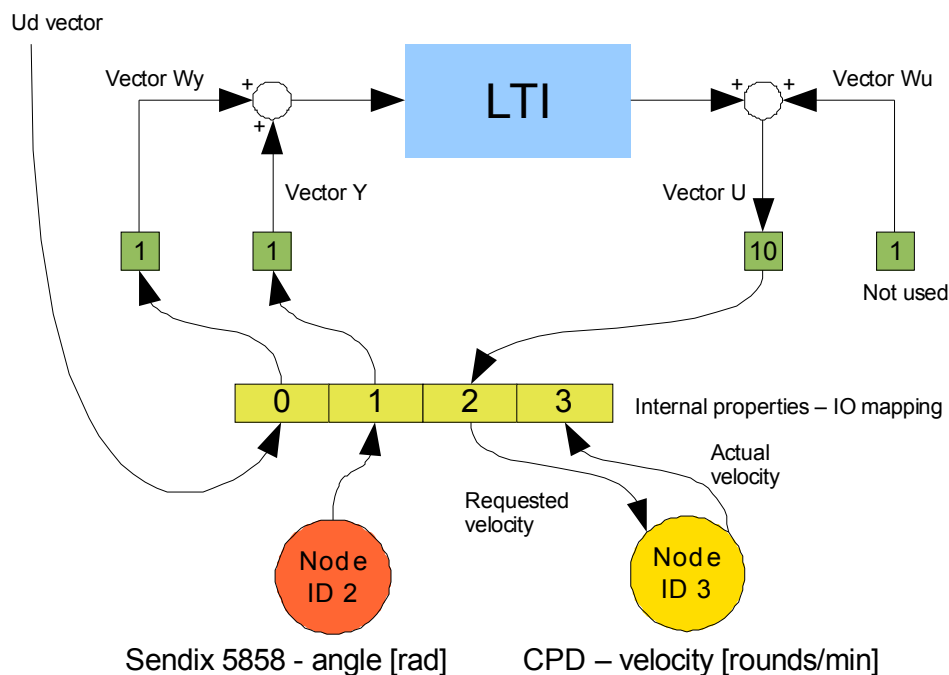 Ud vector
Vector Wy
+
+
LTI
+
+
Vector Wu
Vector Y
Vector U
1
1
10
1
Not used
0
1
2
3
Internal properties – IO mapping
Actual
velocity
Requested
velocity
Node
ID 2
Node
ID 3
Sendix 5858 - angle [rad]
CPD – velocity [rounds/min]